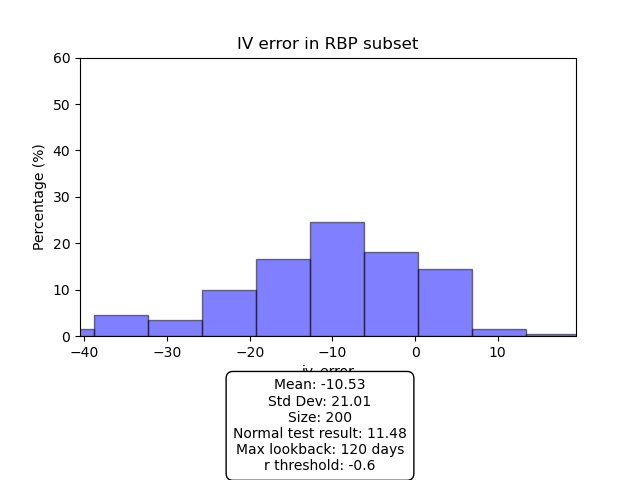 IV error in RBP subset
60
50
40
30
20
10
0
Percentage (%)
−40
−30
−20
−10
0
10
iv_error
Mean: -10.53
Std Dev: 21.01
Size: 200
Normal test result: 11.48
Max lookback: 120 days
r threshold: -0.6